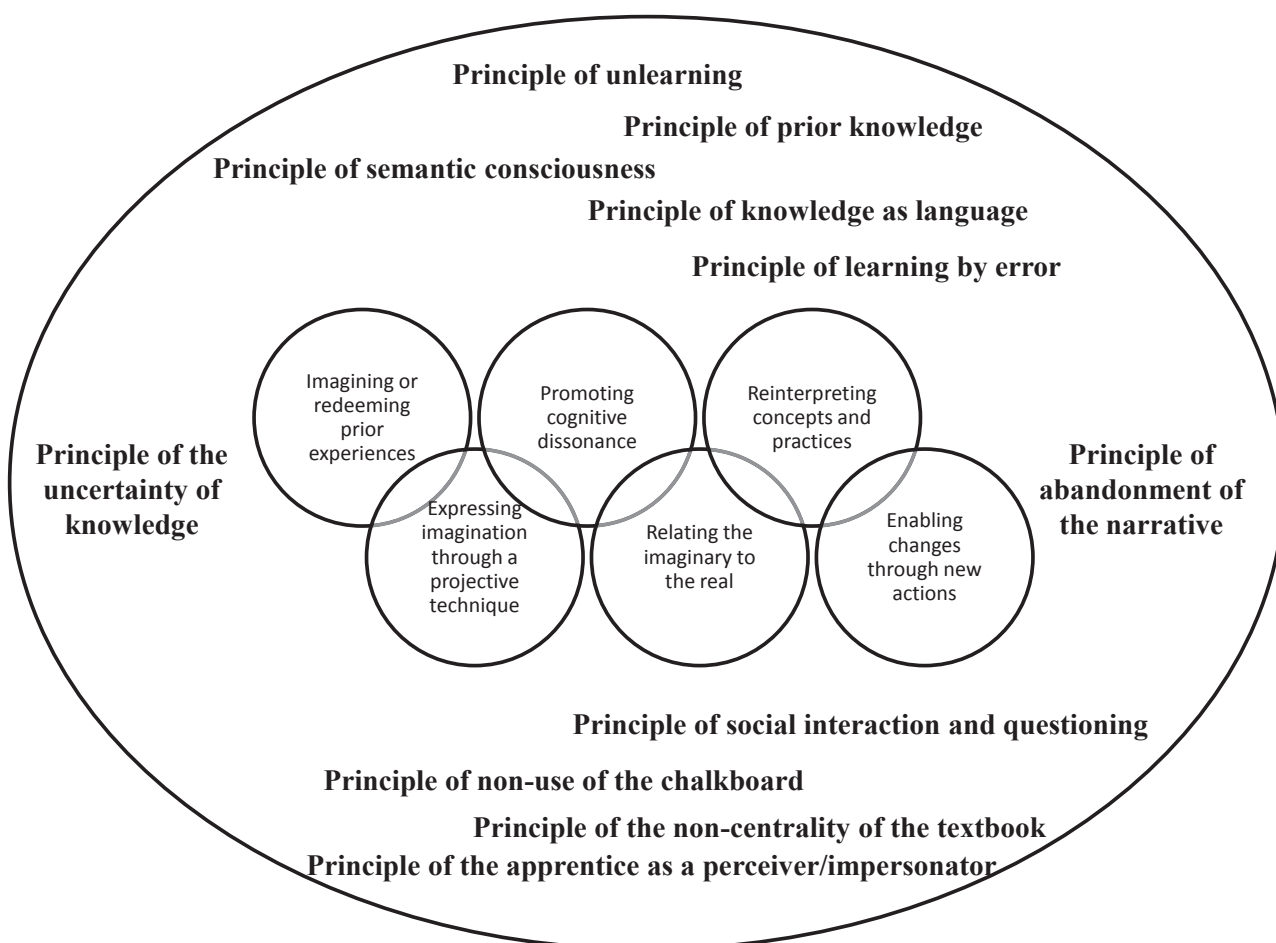 Principle of unlearning
Principle of prior knowledge
Principle of semantic consciousness
Principle of knowledge as language
Principle of learning by error
Imagining or
redeeming
prior
experiences
Promoting
cognitive
dissonance
Reinterpreting
concepts and
practices
Principle of the
uncertainty of
knowledge
Expressing
imagination
through a
projective
technique
Relating the
imaginary to
the real
Enabling
changes
through new
actions
Principle of
abandonment of
the narrative
Principle of social interaction and questioning
Principle of non-use of the chalkboard
Principle of the non-centrality of the textbook
Principle of the apprentice as a perceiver/impersonator